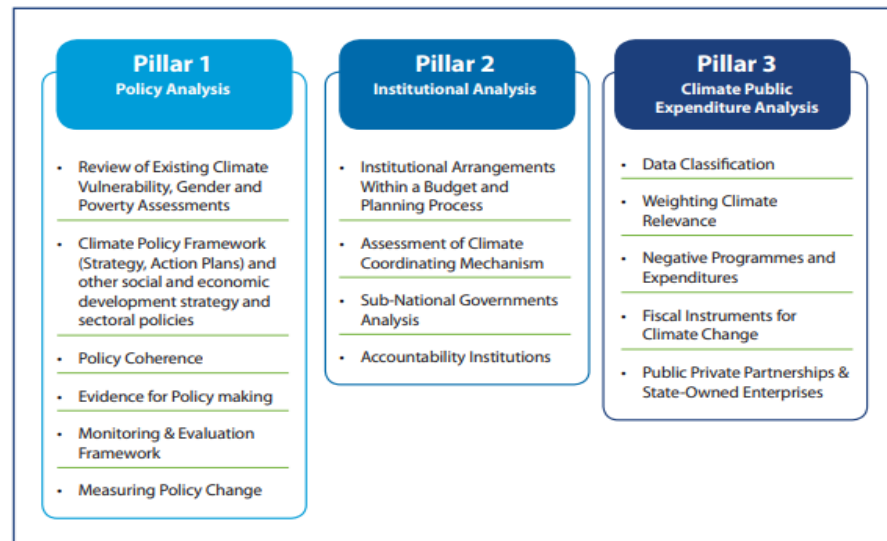 Pillar 1
Policy Analysis
• Review of Existing Climate
Vulnerability, Gender and
Poverty Assessments
• Climate Policy Framework
(Strategy, Action Plans) and
other social and economic
development strategy and
sectoral policies
• Policy Coherence
• Evidence for Policy making
• Monitoring & Evaluation
Framework
• Measuring Policy Change
Pillar 2
Institutional Analysis
• Institutional Arrangements
Within a Budget and
Planning Process
• Assessment of Climate
Coordinating Mechanism
• Sub-National Governments
Analysis
• Accountability Institutions
Pillar 3
Climate Public
Expenditure Analysis
• Data Classification
• Weighting Climate
Relevance
• Negative Programmes and
Expenditures
• Fiscal Instruments for
Climate Change
• Public Private Partnerships &
State-Owned Enterprises